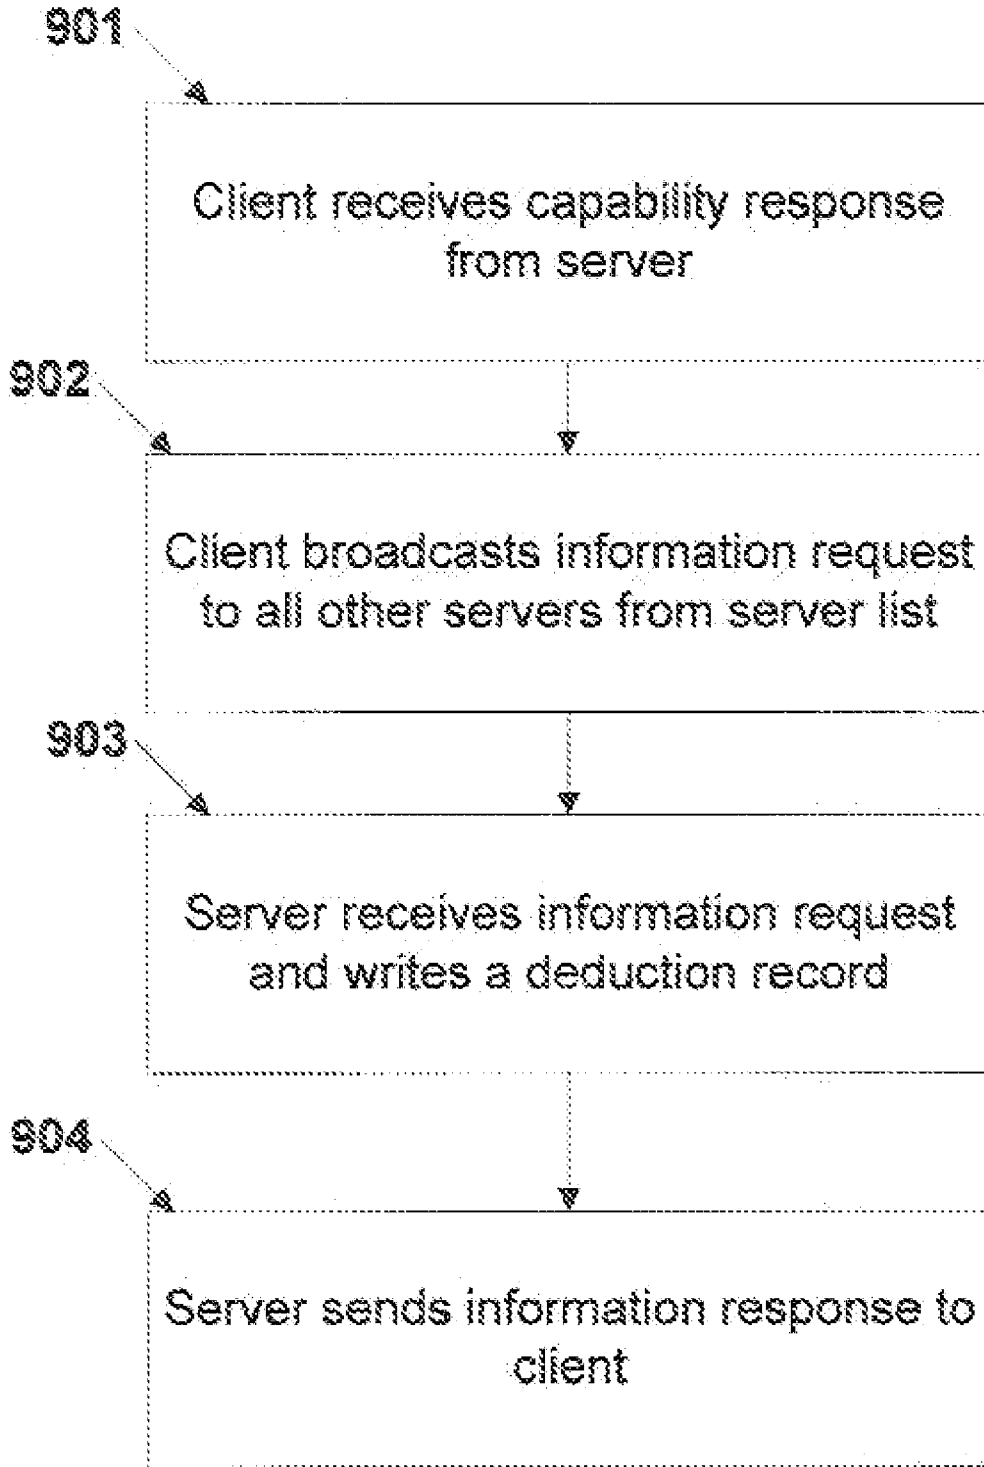 901
Client receives capability response
from server
902
Client broadcasts information request
to all other servers from server list
903
Server receives information request
and writes a deduction record
904
Server sends information response to
client